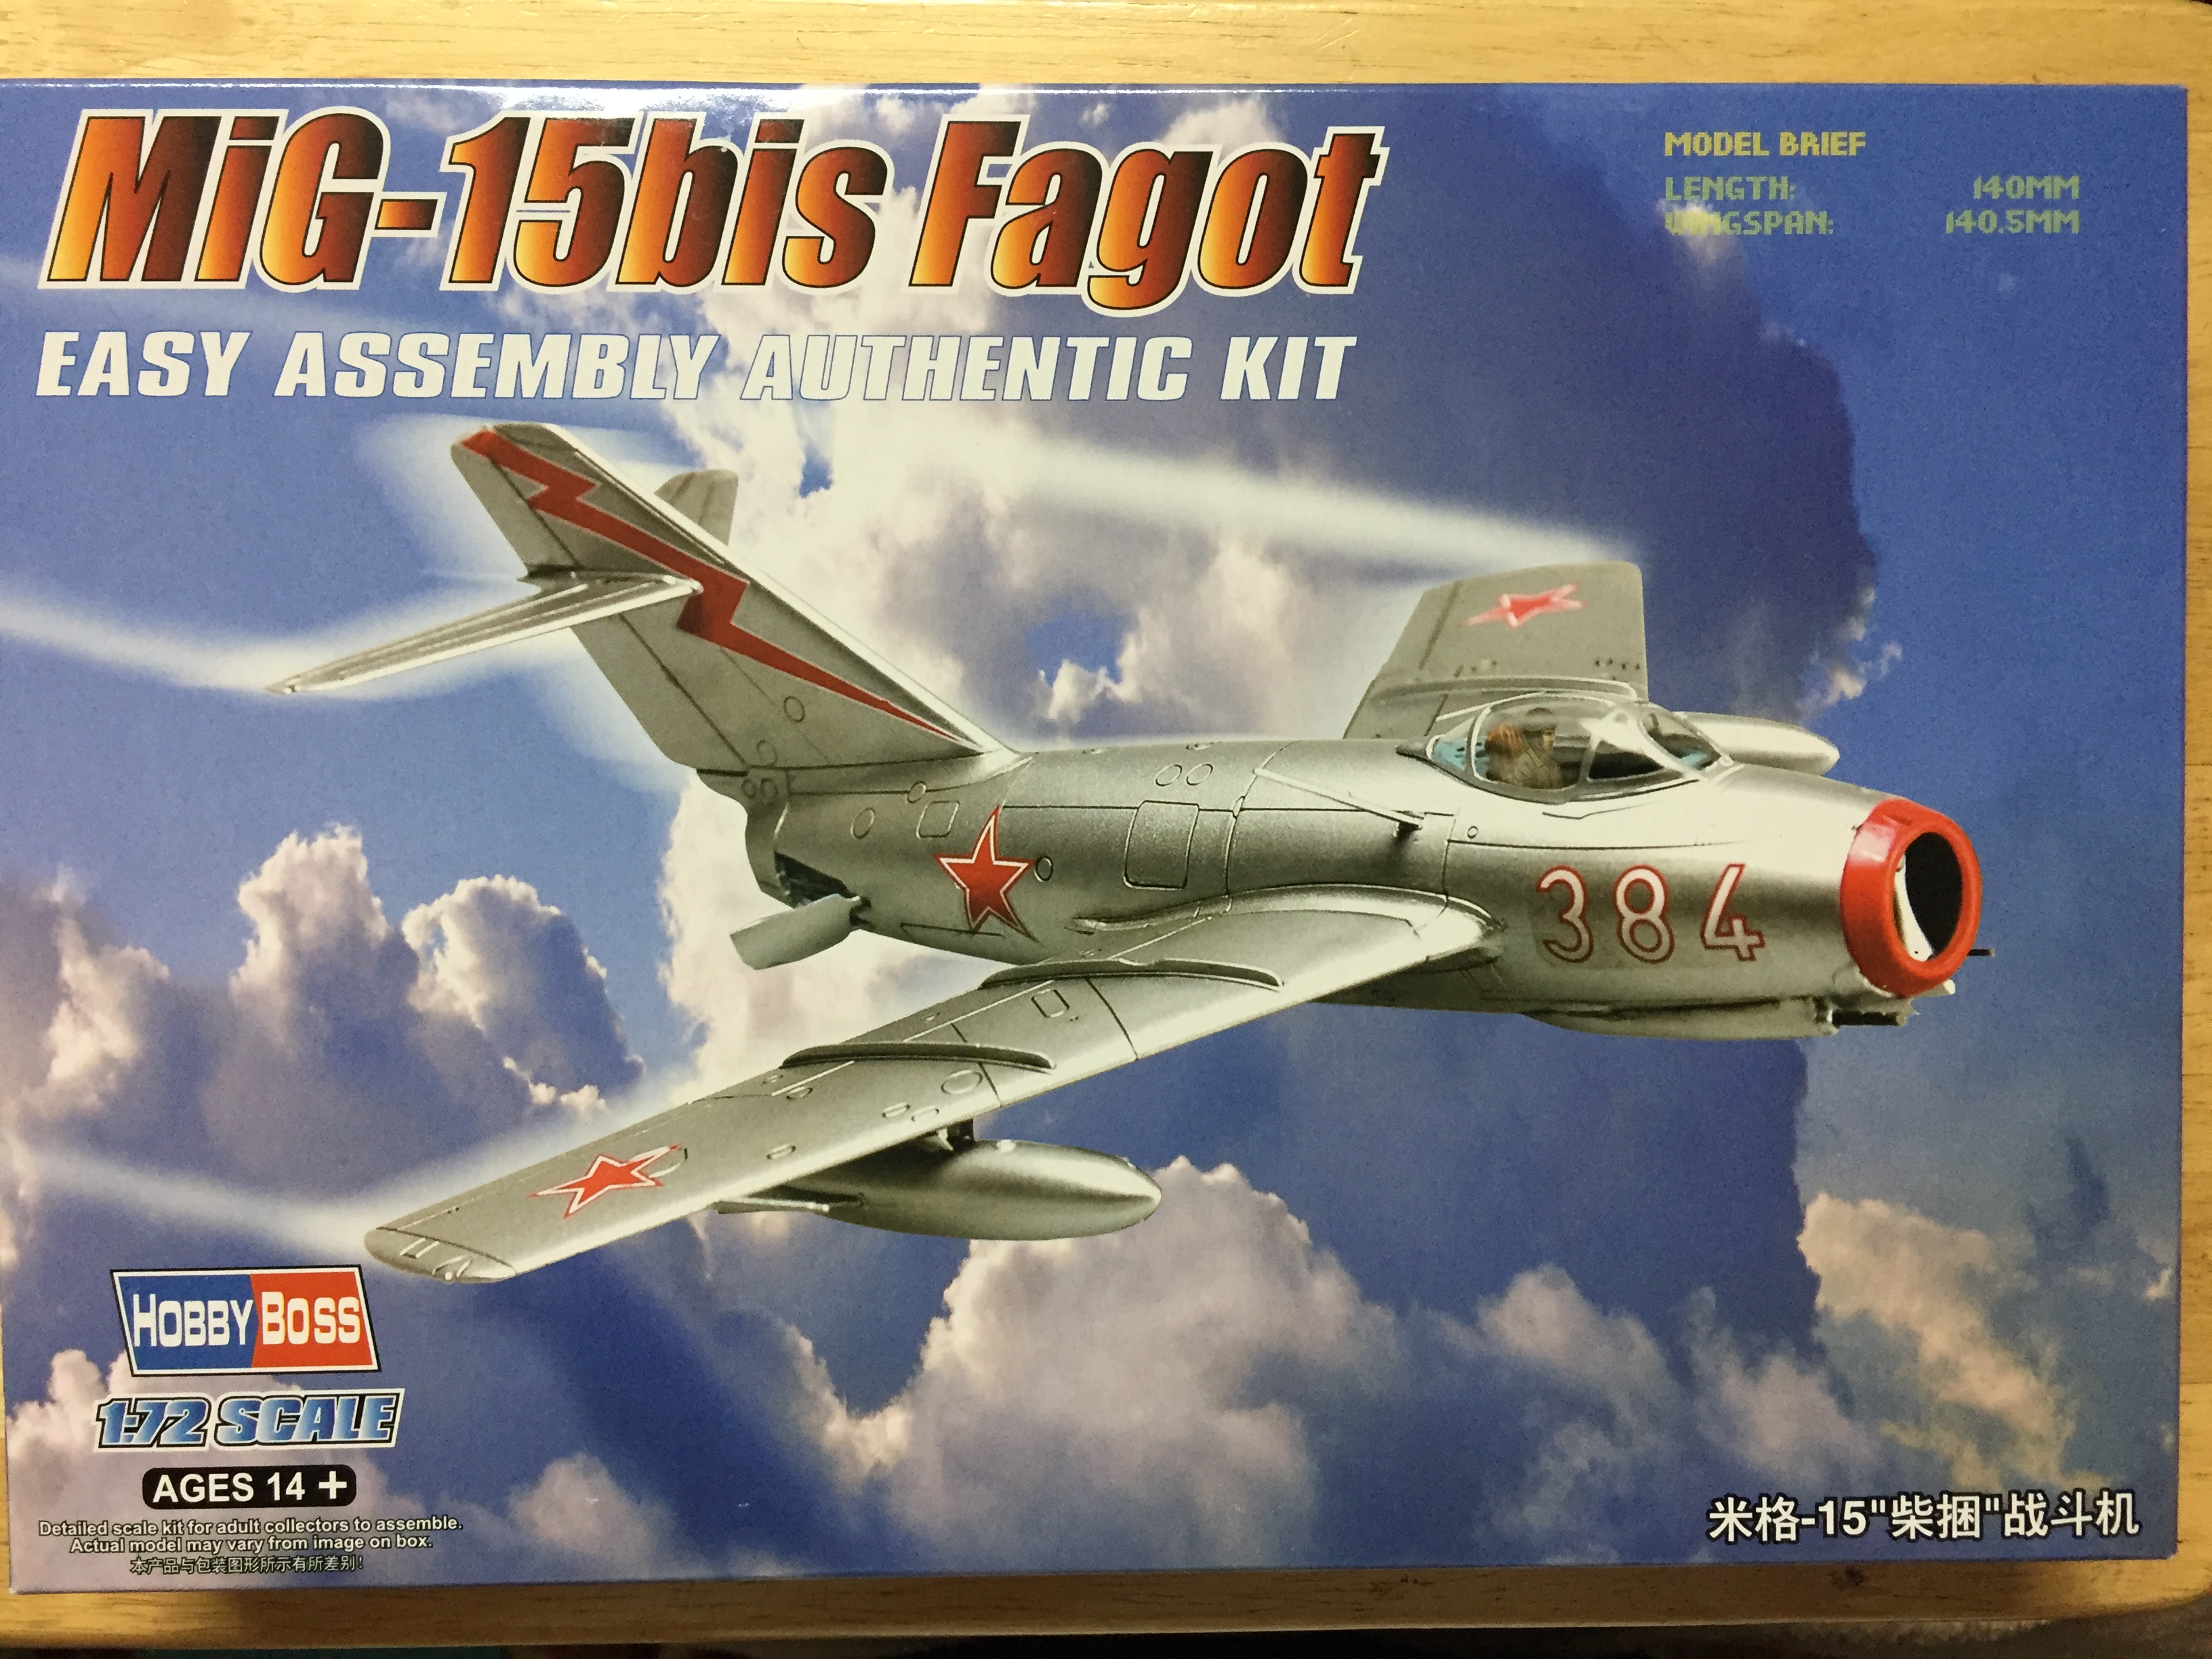 MiG-15bis Fagot
EASY ASSEMBLY AUTHENTIC KIT
MODEL BRIEF
LENGTH: 140MM
WINGSPAN: 140.5MM
384
HOBBY BOSS
1:72 SCALE
AGES 14 +
Detailed scale kit for adult collectors to assemble.
Actual model may vary from image on box.
本产品与包装图形所示有所差别!
米格-15"柴捆"战斗机